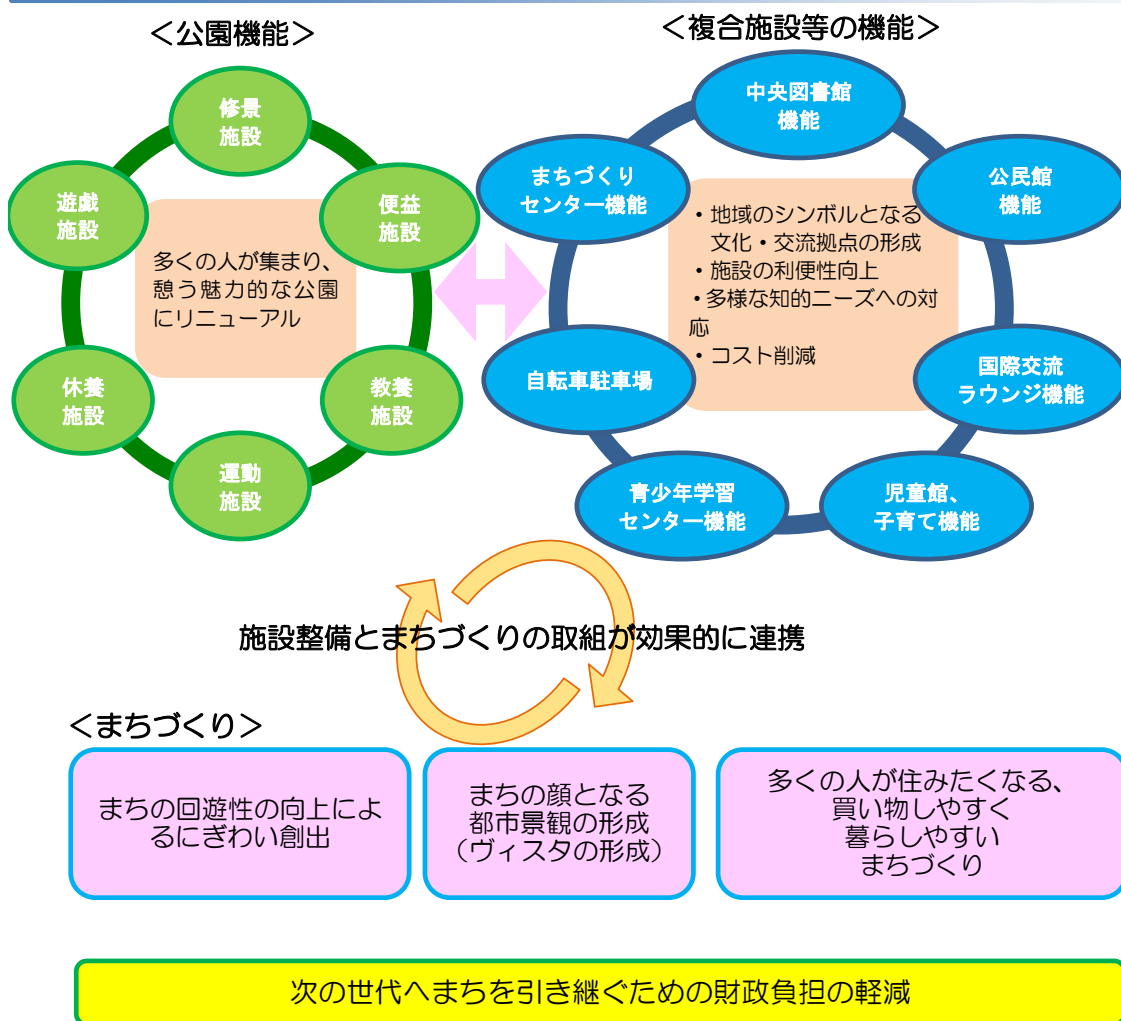 ＜公園機能＞
修景
施設
遊戯
施設
便益
施設
多くの人が集まり、
憩う魅力的な公園
にリニューアル
休養
施設
教養
施設
運動
施設
＜複合施設等の機能＞
中央図書館
機能
まちづくり
センター機能
公民館
機能
・地域のシンボルとなる
文化・交流拠点の形成
・施設の利便性向上
・多様な知的ニーズへの対
応
・コスト削減
自転車駐車場
国際交流
ラウンジ機能
青少年学習
センター機能
児童館、
子育て機能
施設整備とまちづくりの取組が効果的に連携
＜まちづくり＞
まちの回遊性の向上によ
るにぎわい創出
まちの顔となる
都市景観の形成
（ヴィスタの形成）
多くの人が住みたくなる、
買い物しやすく
暮らしやすい
まちづくり
次の世代へまちを引き継ぐための財政負担の軽減